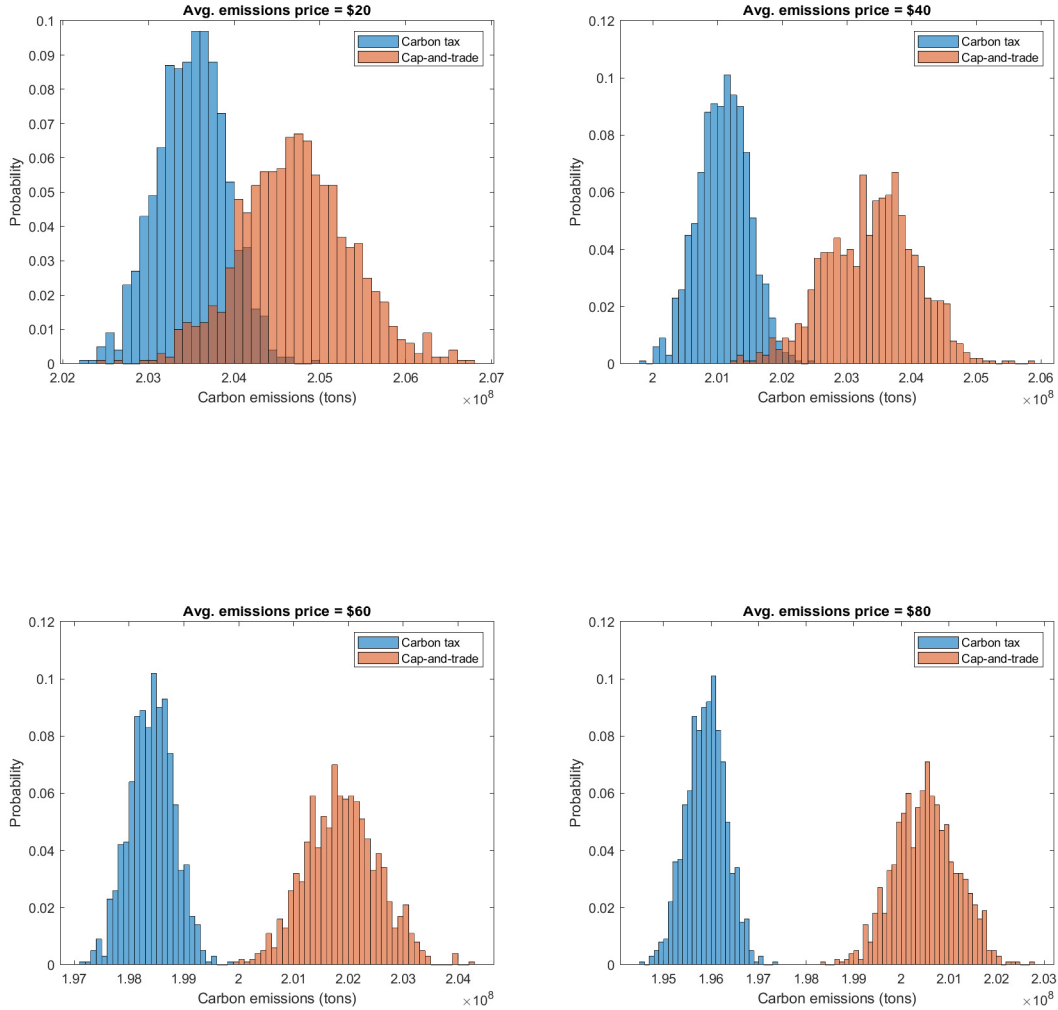 Avg. emissions price = $20
0.1
0.09
0.08
0.07
0.06
0.05
0.04
0.03
0.02
0.01
0
Probability
Carbon tax
Cap-and-trade
2.02 2.03 2.04 2.05 2.06 2.07
Carbon emissions (tons)
×10⁸
Avg. emissions price = $40
0.12
0.1
0.08
0.06
0.04
0.02
0
Probability
Carbon tax
Cap-and-trade
2 2.01 2.02 2.03 2.04 2.05 2.06
Carbon emissions (tons)
×10⁸
Avg. emissions price = $60
0.12
0.1
0.08
0.06
0.04
0.02
0
Probability
Carbon tax
Cap-and-trade
1.97 1.98 1.99 2 2.01 2.02 2.03 2.04
Carbon emissions (tons)
×10⁸
Avg. emissions price = $80
0.12
0.1
0.08
0.06
0.04
0.02
0
Probability
Carbon tax
Cap-and-trade
1.95 1.96 1.97 1.98 1.99 2 2.01 2.02 2.03
Carbon emissions (tons)
×10⁸